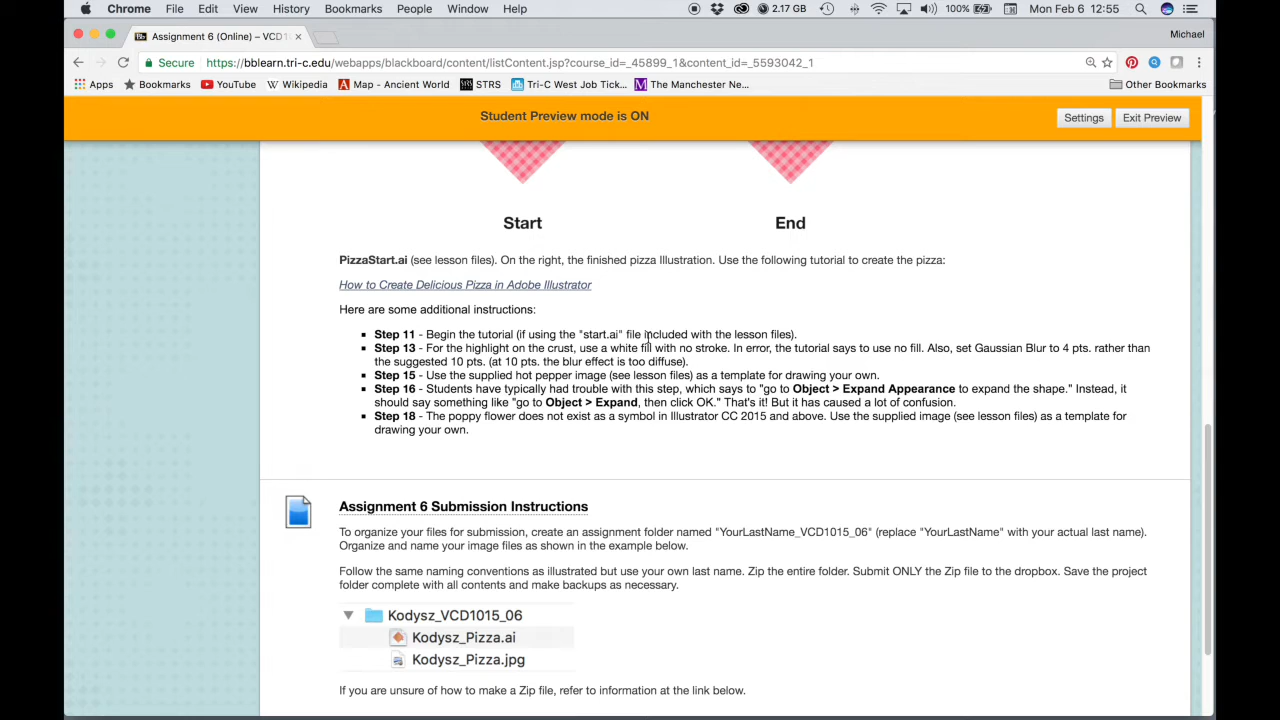 Chrome File Edit View History Bookmarks People Window Help 2.17 GB 100% Mon Feb 6 12:55
Bb Assignment 6 (Online) – VCD1 Michael
Secure https://bblearn.tri-c.edu/webapps/blackboard/content/listContent.jsp?course_id=_45899_1&content_id=_5593042_1
Apps Bookmarks YouTube Wikipedia Map - Ancient World STRS Tri-C West Job Tick... The Manchester Ne... Other Bookmarks
Student Preview mode is ON Settings Exit Preview
Start End
PizzaStart.ai (see lesson files). On the right, the finished pizza Illustration. Use the following tutorial to create the pizza:
How to Create Delicious Pizza in Adobe Illustrator
Here are some additional instructions:
Step 11 - Begin the tutorial (if using the "start.ai" file included with the lesson files).
Step 13 - For the highlight on the crust, use a white fill with no stroke. In error, the tutorial says to use no fill. Also, set Gaussian Blur to 4 pts. rather than
the suggested 10 pts. (at 10 pts. the blur effect is too diffuse).
Step 15 - Use the supplied hot pepper image (see lesson files) as a template for drawing your own.
Step 16 - Students have typically had trouble with this step, which says to "go to Object > Expand Appearance to expand the shape." Instead, it
should say something like "go to Object > Expand, then click OK." That's it! But it has caused a lot of confusion.
Step 18 - The poppy flower does not exist as a symbol in Illustrator CC 2015 and above. Use the supplied image (see lesson files) as a template for
drawing your own.
Assignment 6 Submission Instructions
To organize your files for submission, create an assignment folder named "YourLastName_VCD1015_06" (replace "YourLastName" with your actual last name).
Organize and name your image files as shown in the example below.
Follow the same naming conventions as illustrated but use your own last name. Zip the entire folder. Submit ONLY the Zip file to the dropbox. Save the project
folder complete with all contents and make backups as necessary.
Kodysz_VCD1015_06
Kodysz_Pizza.ai
Kodysz_Pizza.jpg
If you are unsure of how to make a Zip file, refer to information at the link below.